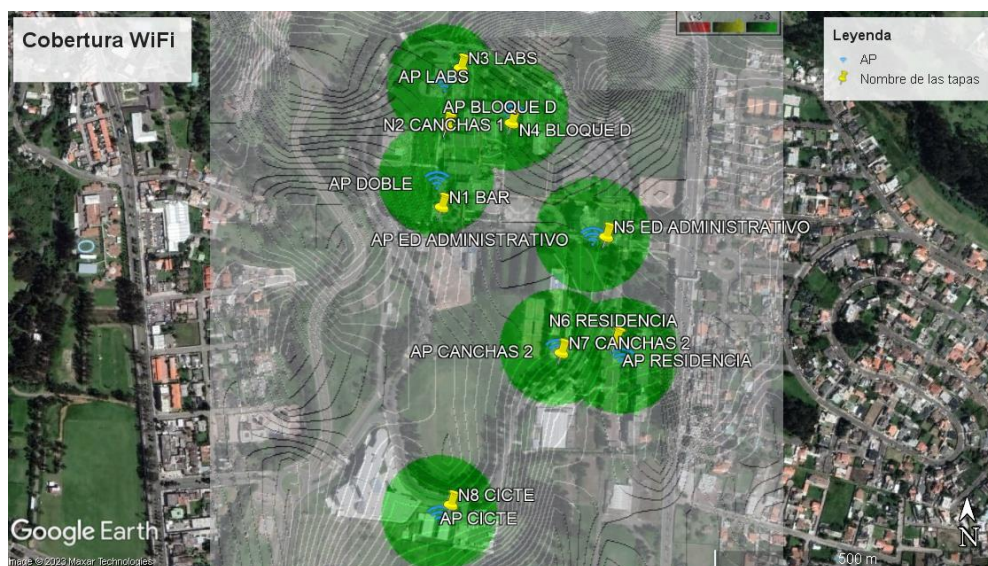 Cobertura WiFi
<-3
>=3
Leyenda
AP
Nombre de las tapas
N3 LABS
AP LABS
AP BLOQUE D
N2 CANCHAS 1
N4 BLOQUE D
AP DOBLE
N1 BAR
N5 ED ADMINISTRATIVO
AP ED ADMINISTRATIVO
N6 RESIDENCIA
N7 CANCHAS 2
AP CANCHAS 2
AP RESIDENCIA
N8 CICTE
AP CICTE
Google Earth
Image © 2023 Maxar Technologies
500 m
N